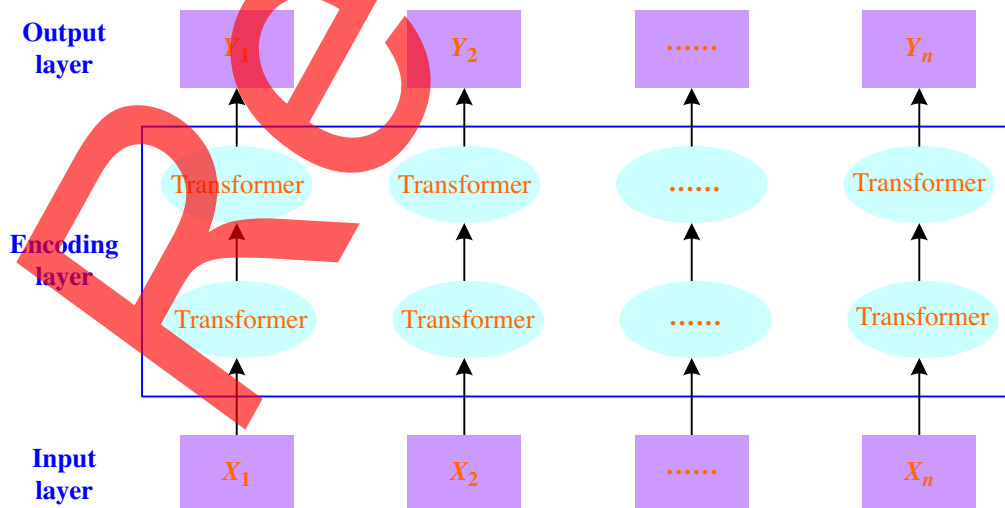 Output
layer
Y1 Y2 ...... Yn
Transformer Transformer ...... Transformer
Encoding
layer
Transformer Transformer ...... Transformer
Input
layer
X1 X2 ...... Xn
Re